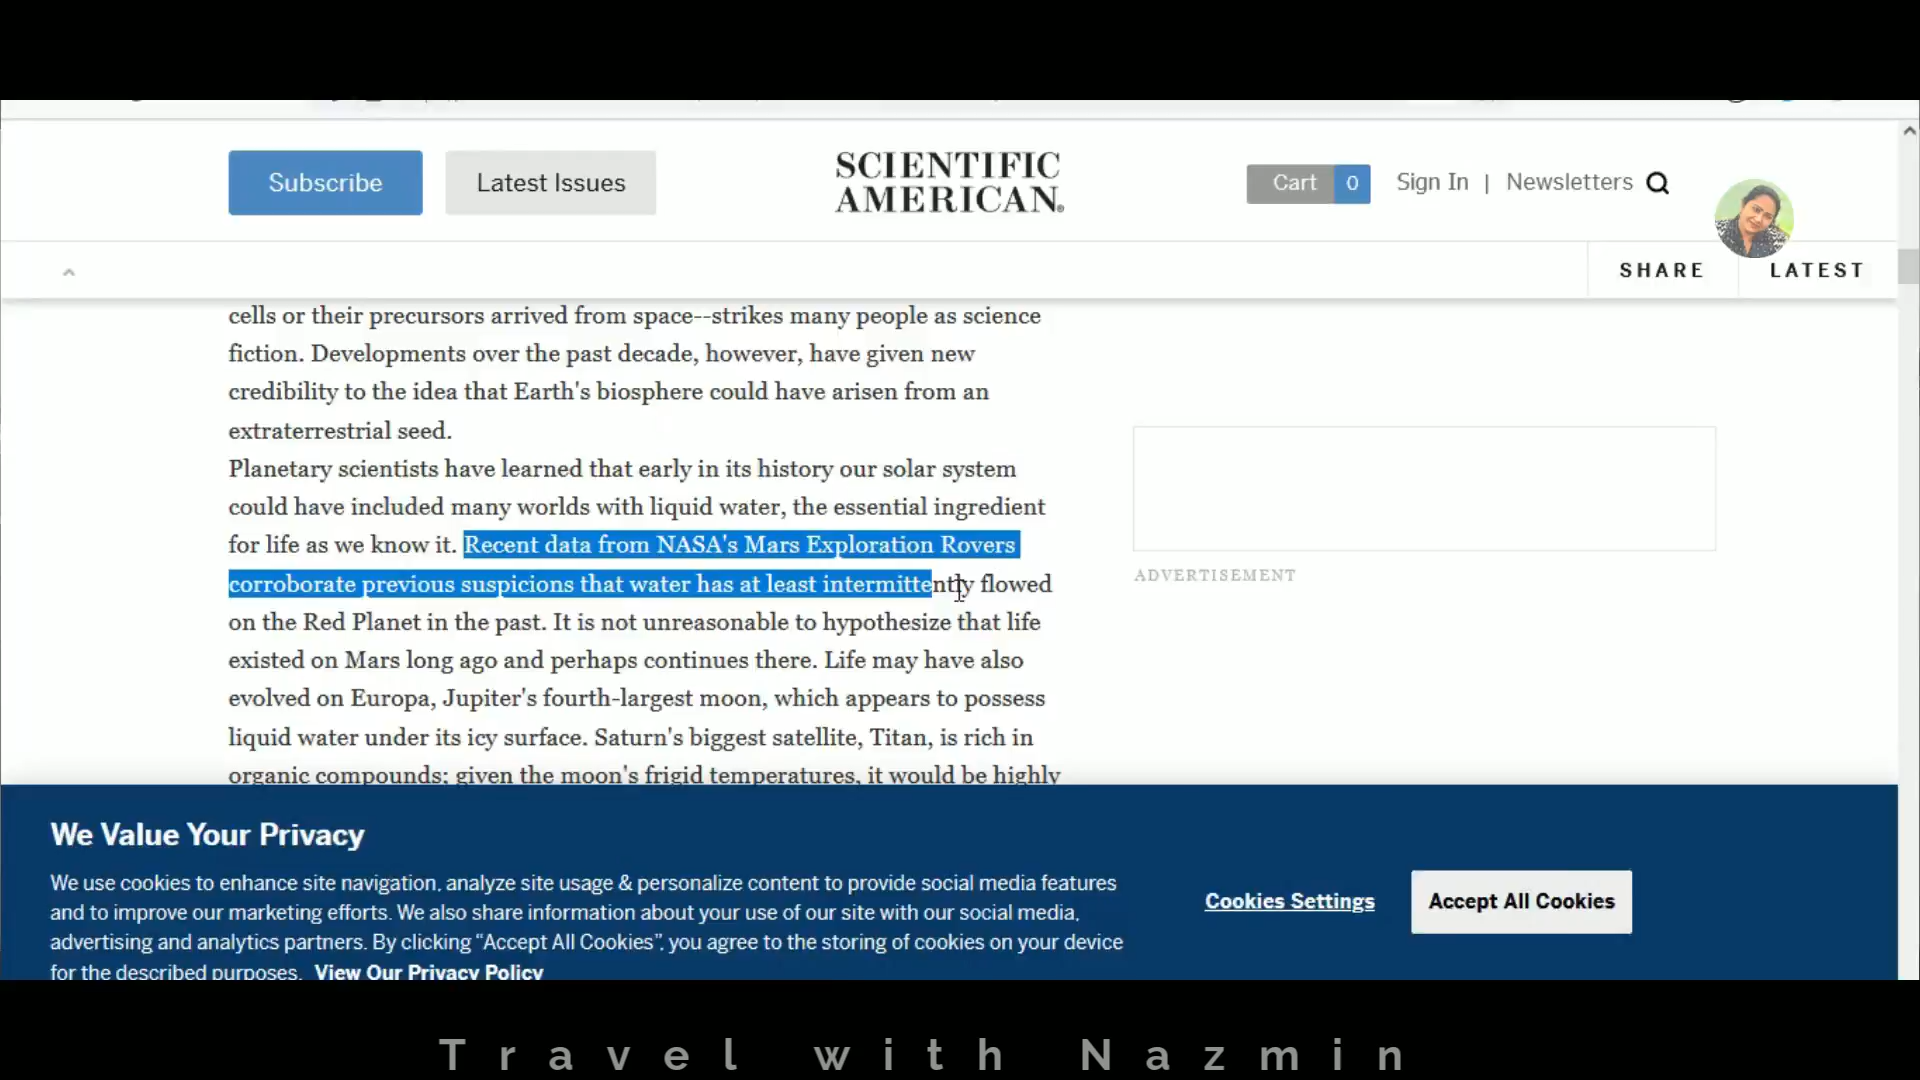 Subscribe
Latest Issues
SCIENTIFIC
AMERICAN®
Cart 0
Sign In | Newsletters
SHARE
LATEST
cells or their precursors arrived from space--strikes many people as science
fiction. Developments over the past decade, however, have given new
credibility to the idea that Earth's biosphere could have arisen from an
extraterrestrial seed.
Planetary scientists have learned that early in its history our solar system
could have included many worlds with liquid water, the essential ingredient
for life as we know it. Recent data from NASA's Mars Exploration Rovers
corroborate previous suspicions that water has at least intermittently flowed
on the Red Planet in the past. It is not unreasonable to hypothesize that life
existed on Mars long ago and perhaps continues there. Life may have also
evolved on Europa, Jupiter's fourth-largest moon, which appears to possess
liquid water under its icy surface. Saturn's biggest satellite, Titan, is rich in
organic compounds; given the moon's frigid temperatures, it would be highly
ADVERTISEMENT
We Value Your Privacy
We use cookies to enhance site navigation, analyze site usage & personalize content to provide social media features
and to improve our marketing efforts. We also share information about your use of our site with our social media,
advertising and analytics partners. By clicking “Accept All Cookies”, you agree to the storing of cookies on your device
for the described purposes. View Our Privacy Policy
Cookies Settings
Accept All Cookies
Travel with Nazmin